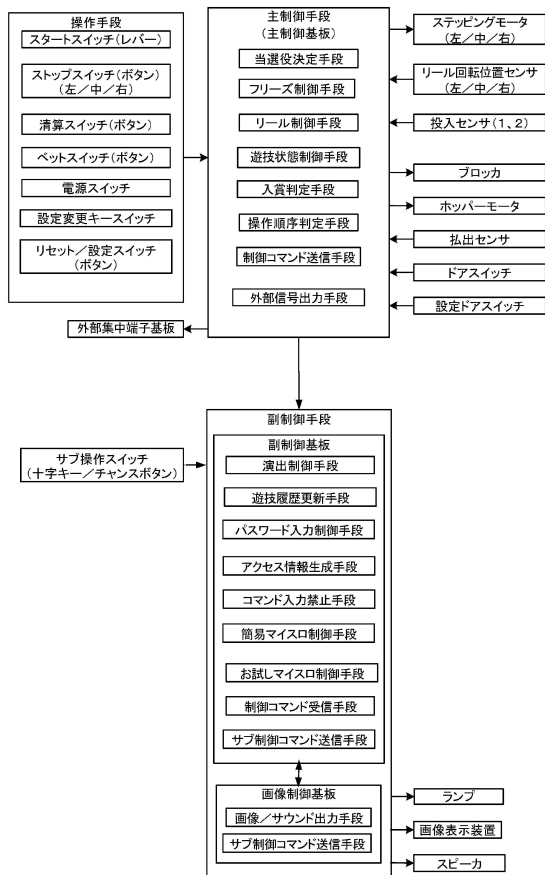 操作手段
スタートスイッチ(レバー)
ストップスイッチ(ボタン)
(左/中/右)
清算スイッチ(ボタン)
ベットスイッチ(ボタン)
電源スイッチ
設定変更キースイッチ
リセット/設定スイッチ
(ボタン)
主制御手段
(主制御基板)
当選役決定手段
フリーズ制御手段
リール制御手段
遊技状態制御手段
入賞判定手段
操作順序判定手段
制御コマンド送信手段
外部信号出力手段
ステッピングモータ
(左/中/右)
リール回転位置センサ
(左/中/右)
投入センサ(1、2)
ブロッカ
ホッパーモータ
払出センサ
ドアスイッチ
設定ドアスイッチ
外部集中端子基板
サブ操作スイッチ
(十字キー/チャンスボタン)
副制御手段
副制御基板
演出制御手段
遊技履歴更新手段
パスワード入力制御手段
アクセス情報生成手段
コマンド入力禁止手段
簡易マイスロ制御手段
お試しマイスロ制御手段
制御コマンド受信手段
サブ制御コマンド送信手段
画像制御基板
画像/サウンド出力手段
サブ制御コマンド送信手段
ランプ
画像表示装置
スピーカ